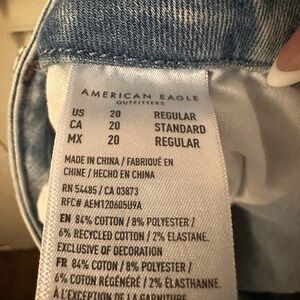 AMERICAN EAGLE
OUTFITTERS
US 20 REGULAR
CA 20 STANDARD
MX 20 REGULAR
MADE IN CHINA / FABRIQUÉ EN
CHINE / HECHO EN CHINA
RN 54485 / CA 03873
RFC# AEM120605U9A
EN 84% COTTON / 8% POLYESTER /
6% RECYCLED COTTON / 2% ELASTANE.
EXCLUSIVE OF DECORATION
FR 84% COTON / 8% POLYESTER /
6% COTON RÉGÉNÉRÉ / 2% ÉLASTHANNE.
À L'EXCEPTION DE LA GARNITURE